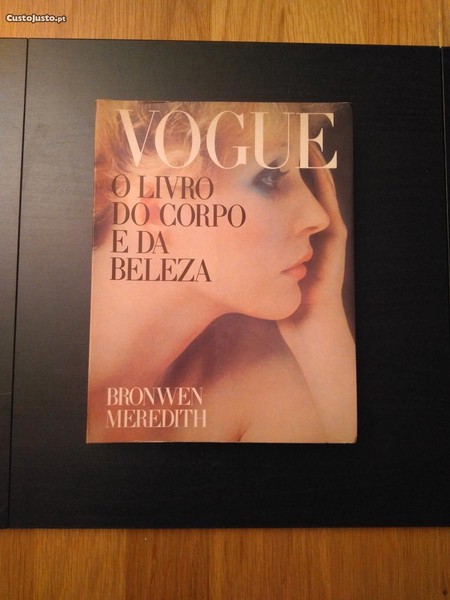 CustoJusto.pt
VOGUE
O LIVRO
DO CORPO
E DA
BELEZA
BRONWEN
MEREDITH